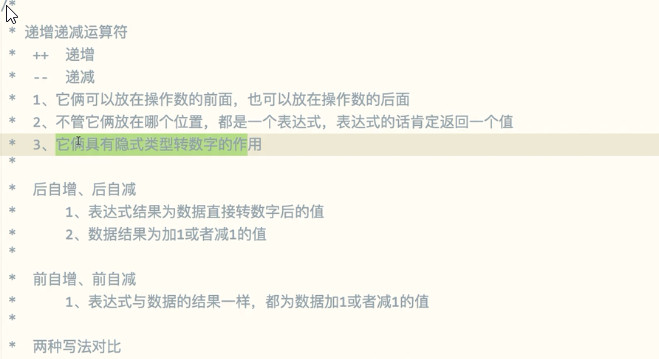 /*
* 递增递减运算符
* ++ 递增
* -- 递减
* 1、它俩可以放在操作数的前面，也可以放在操作数的后面
* 2、不管它俩放在哪个位置，都是一个表达式，表达式的话肯定返回一个值
* 3、它俩具有隐式类型转数字的作用
*
* 后自增、后自减
* 1、表达式结果为数据直接转数字后的值
* 2、数据结果为加1或者减1的值
*
* 前自增、前自减
* 1、表达式与数据的结果一样，都为数据加1或者减1的值
*
* 两种写法对比